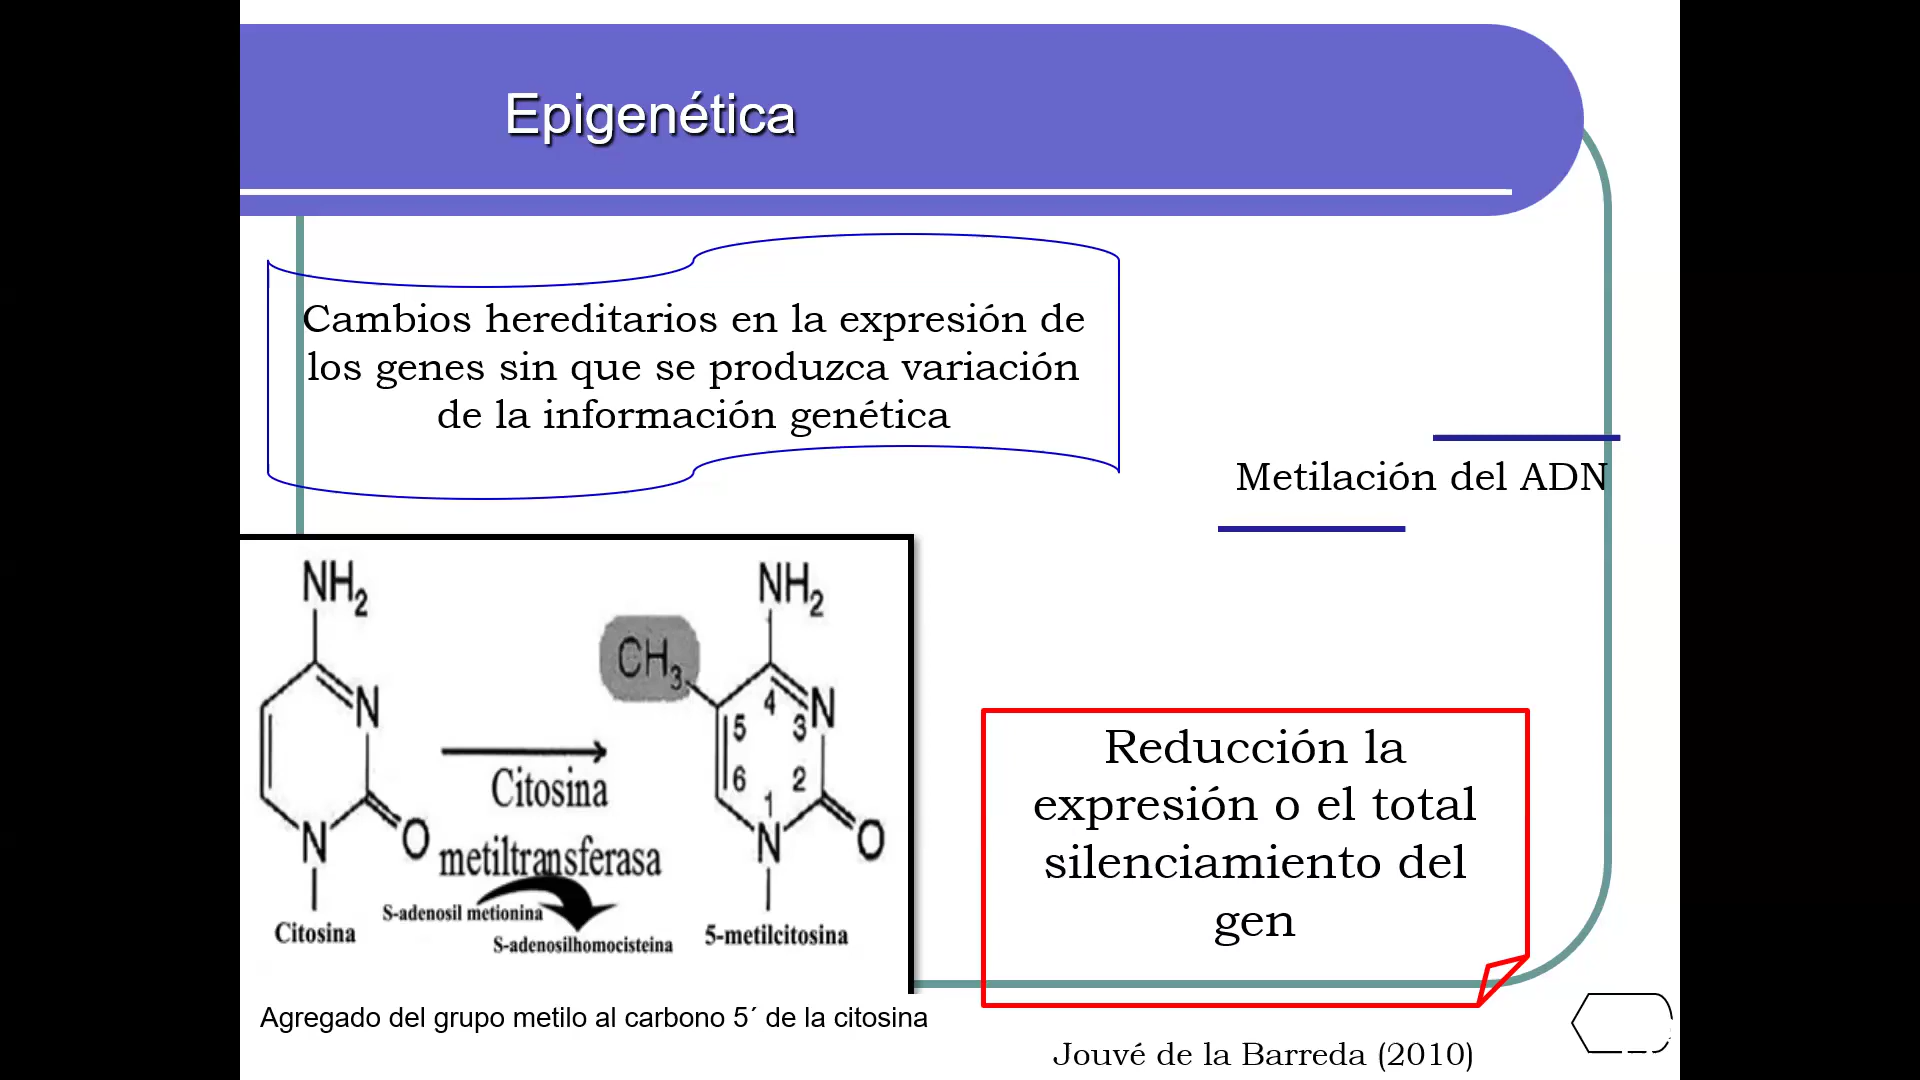 Epigenética
Cambios hereditarios en la expresión de
los genes sin que se produzca variación
de la información genética
Metilación del ADN
NH2
N
N
O
Citosina
Citosina
metiltransferasa
S-adenosil metionina
S-adenosilhomocisteina
NH2
CH3
4
5
3
N
6
2
1
N
O
5-metilcitosina
Agregado del grupo metilo al carbono 5´ de la citosina
Reducción la
expresión o el total
silenciamiento del
gen
Jouvé de la Barreda (2010)